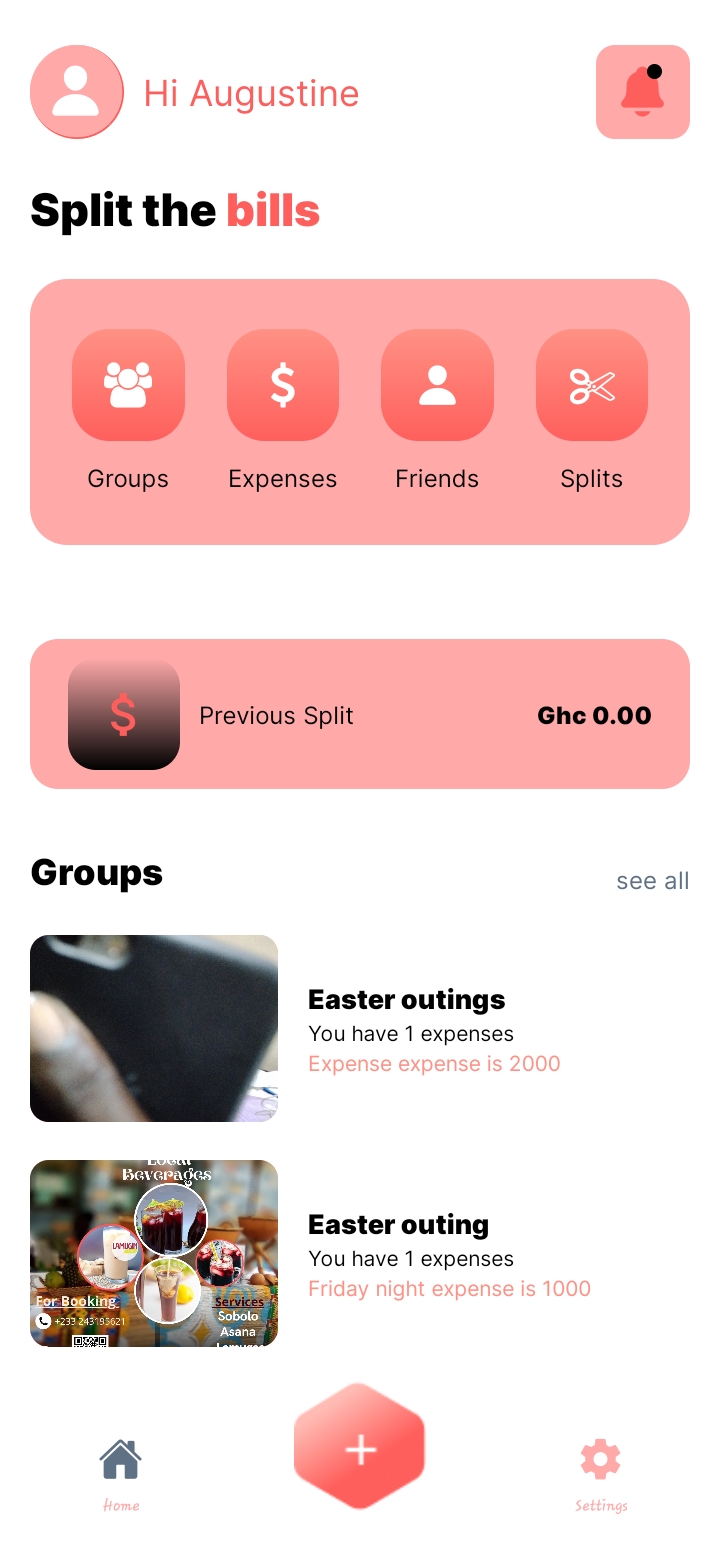 Hi Augustine
Split the bills
Groups
Expenses
Friends
Splits
$
Previous Split
Ghc 0.00
Groups
see all
Easter outings
You have 1 expenses
Expense expense is 2000
Local
Beverages
LAMUGIN
For Booking
+233 243195621
Services
Sobolo
Asana
Easter outing
You have 1 expenses
Friday night expense is 1000
Home
Settings